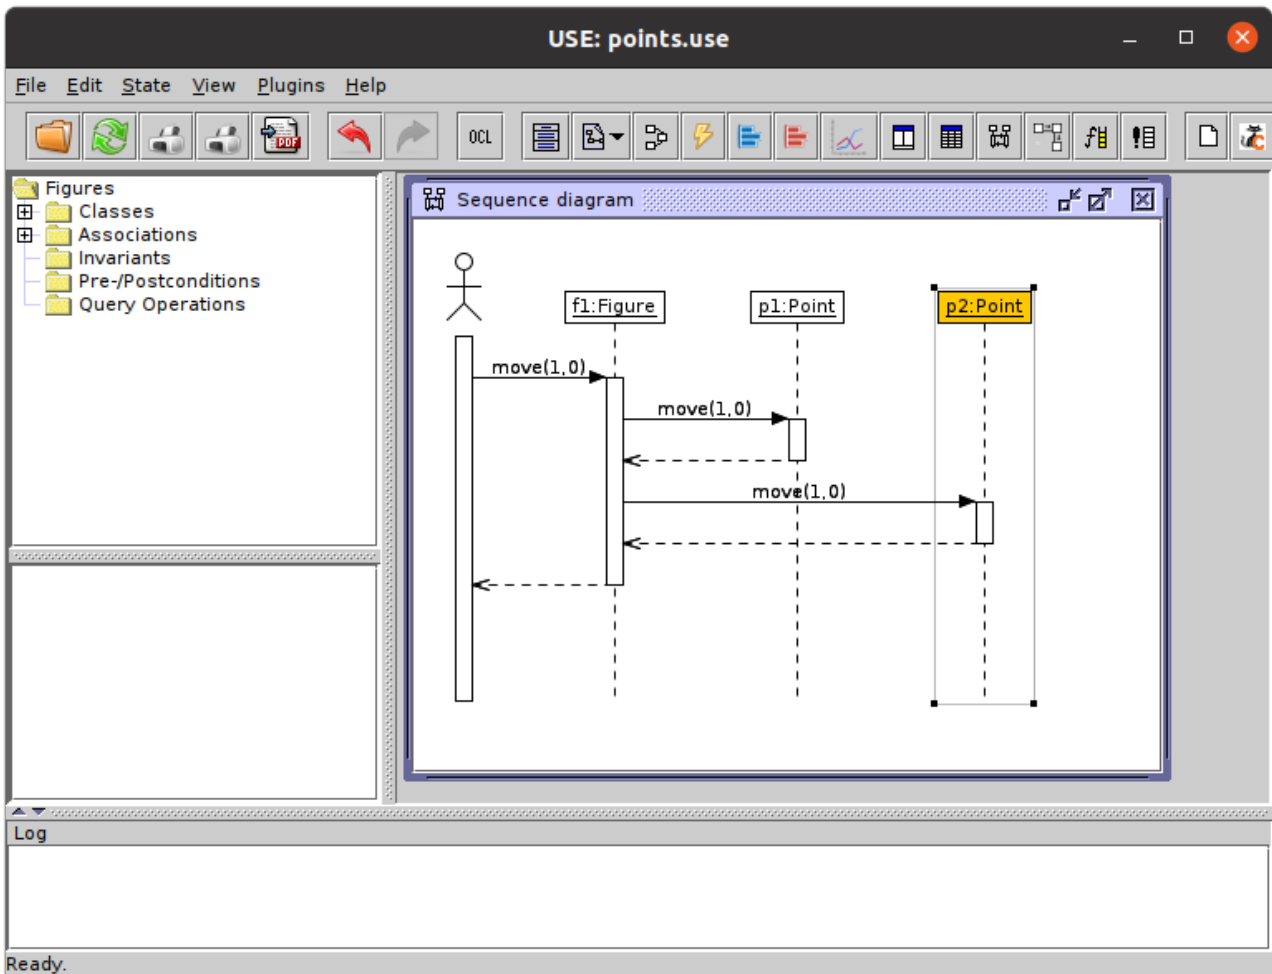 USE: points.use
File Edit State View Plugins Help
PDF OCL
Figures
Classes
Associations
Invariants
Pre-/Postconditions
Query Operations
Sequence diagram
f1:Figure p1:Point p2:Point
move(1,0)
move(1,0)
move(1,0)
Log
Ready.